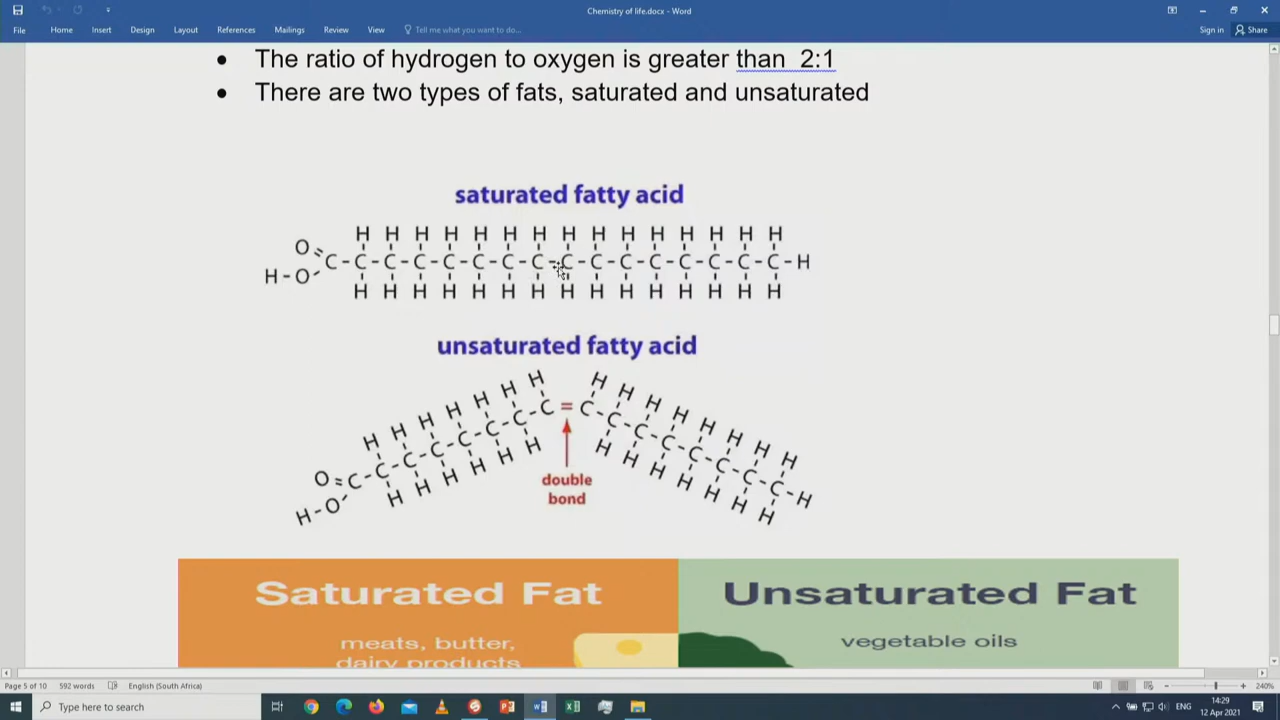 Chemistry of life.docx - Word
File Home Insert Design Layout References Mailings Review View Tell me what you want to do... Sign in Share
• The ratio of hydrogen to oxygen is greater than 2:1
• There are two types of fats, saturated and unsaturated
saturated fatty acid
H H H H H H H H H H H H H H H
O
C-C-C-C-C-C-C-C-C-C-C-C-C-C-C-C-H
H-O
H H H H H H H H H H H H H H H
unsaturated fatty acid
H H H H H H H H H H H H H H H
O=C-C-C-C-C-C-C-C=C-C-C-C-C-C-C-C-H
H-O
H H H H H H H H H H H H H
double
bond
Saturated Fat Unsaturated Fat
meats, butter, vegetable oils
dairy products
Page 5 of 10 592 words English (South Africa) 240%
Type here to search ENG 14:29
12 Apr 2021